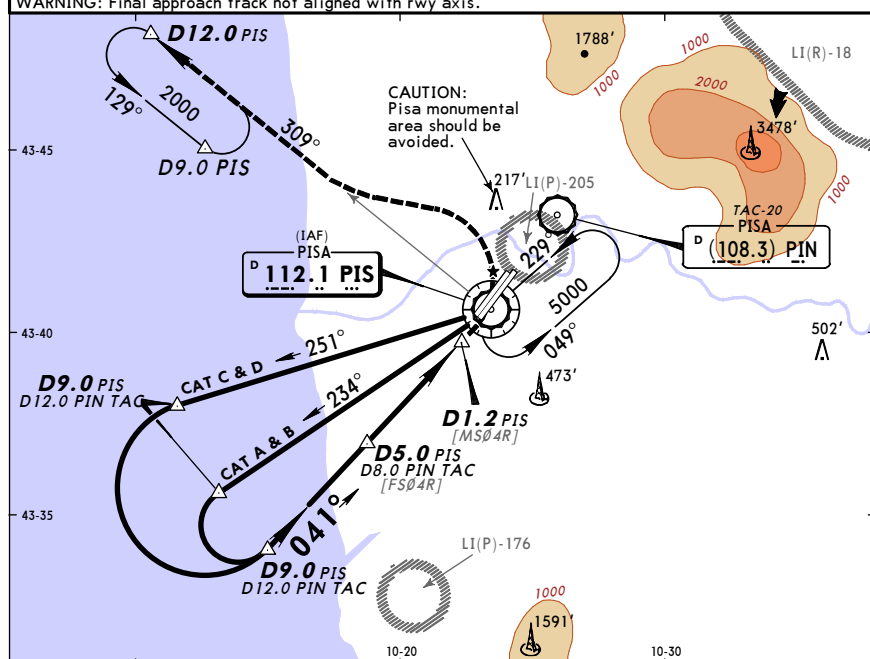 WARNING: Final approach track not aligned with rwy axis.
D12.0 PIS
1788'
1000
LI(R)-18
1000
2000
CAUTION:
Pisa monumental
area should be
avoided.
2000
129°
309°
3478'
43-45
D9.0 PIS
1000
217'
LI(P)-205
TAC-20
PISA
D (108.3) PIN
(IAF)
PISA
D 112.1 PIS
229°
5000
049°
43-40
502'
251°
CAT C & D
D9.0 PIS
D12.0 PIN TAC
234°
CAT A & B
473'
D1.2 PIS
[MSØ4R]
D5.0 PIS
D8.0 PIN TAC
[FSØ4R]
041°
43-35
LI(P)-176
D9.0 PIS
D12.0 PIN TAC
1000
1591'
10-20
10-30